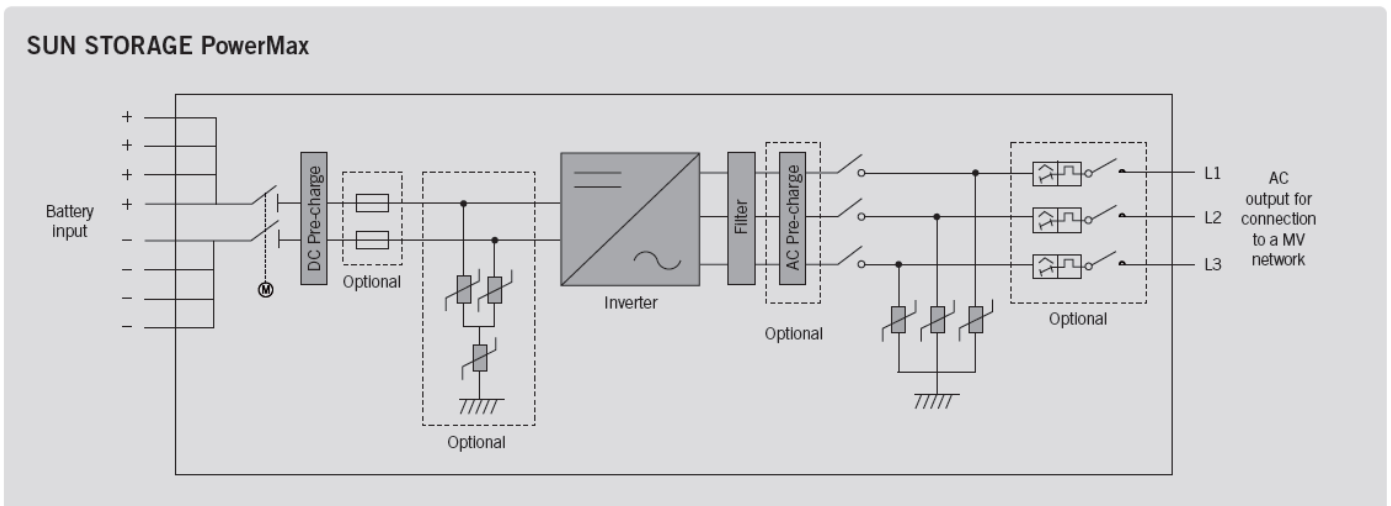 SUN STORAGE PowerMax
+
+
+
+
−
−
−
−
Battery
input
M
DC Pre-charge
Optional
Optional
Inverter
Filter
AC Pre-charge
Optional
Optional
L1
L2
L3
AC
output for
connection
to a MV
network